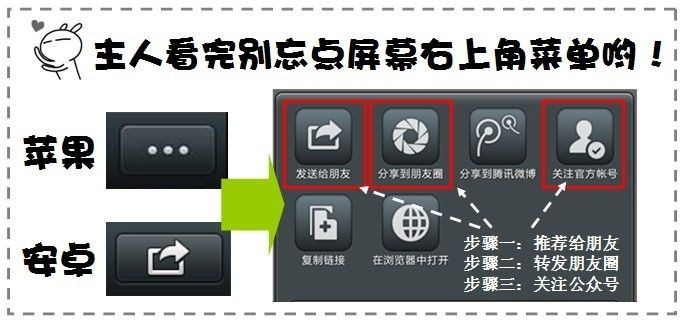 主人看完别忘点屏幕右上角菜单哟！
苹果
安卓
发送给朋友
分享到朋友圈
分享到腾讯微博
关注官方帐号
复制链接
在浏览器中打开
步骤一：推荐给朋友
步骤二：转发朋友圈
步骤三：关注公众号